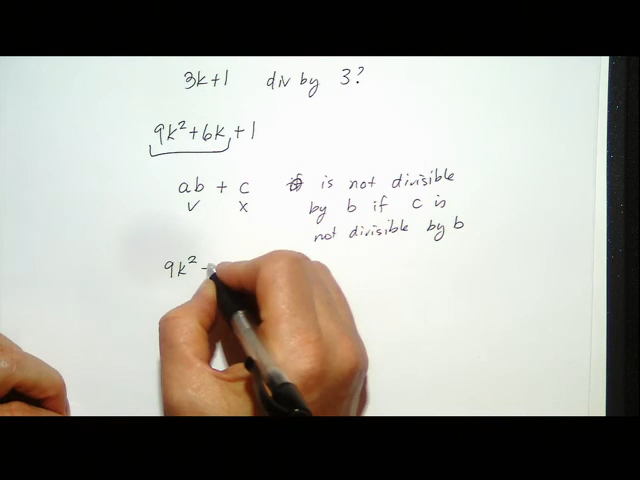 3k+1 div by 3?
9k²+6k+1
ab + c is not divisible
✓ x by b if c is
not divisible by b
9k² -